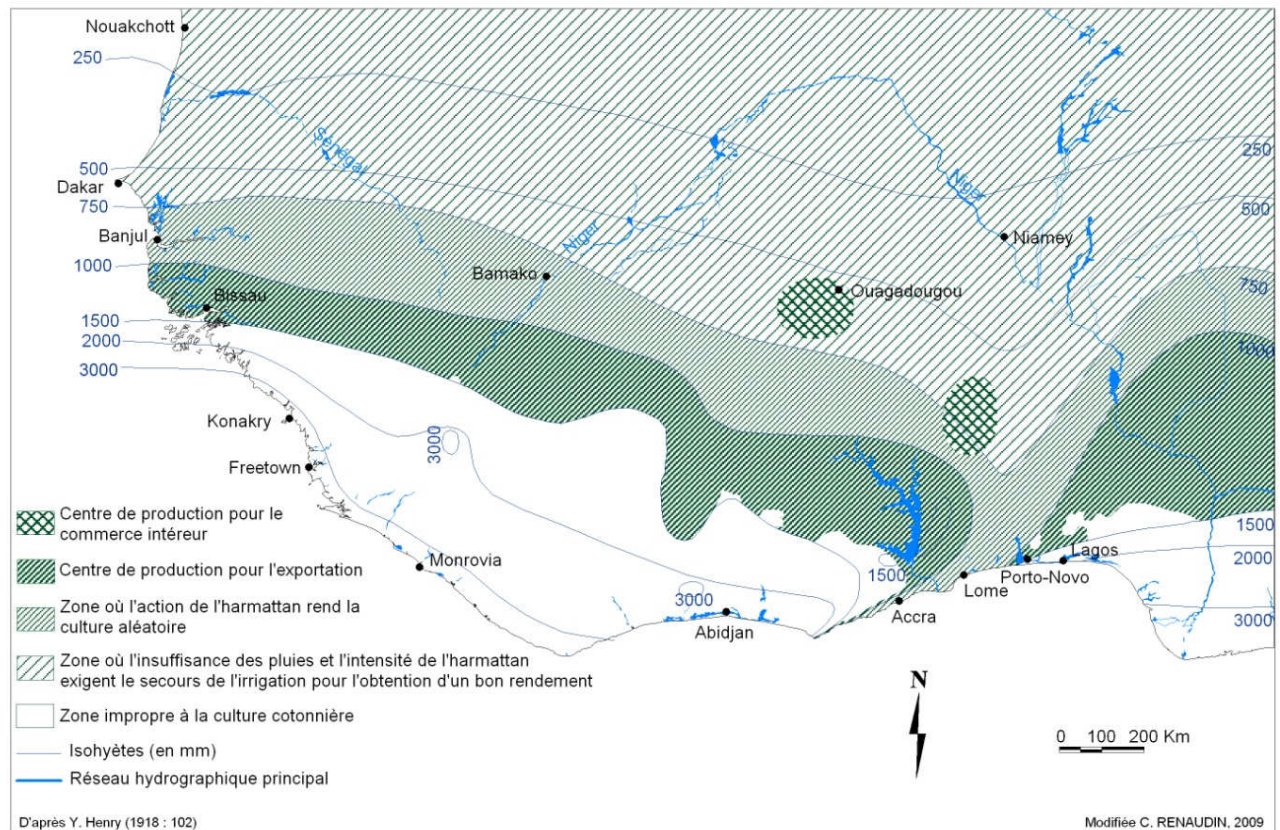 Nouakchott
250
Sénégal
500
Dakar
750
Banjul
1000
Bissau
1500
2000
3000
Konakry
Freetown
Monrovia
3000
Bamako
Niger
Niger
Niamey
Ouagadougou
250
500
750
1000
1500
2000
3000
Lagos
Porto-Novo
Lome
Accra
1500
3000
Abidjan
Centre de production pour le
commerce intéreur
Centre de production pour l'exportation
Zone où l'action de l'harmattan rend la
culture aléatoire
Zone où l'insuffisance des pluies et l'intensité de l'harmattan
exigent le secours de l'irrigation pour l'obtention d'un bon rendement
Zone impropre à la culture cotonnière
Isohyètes (en mm)
Réseau hydrographique principal
N
0 100 200 Km
D'après Y. Henry (1918 : 102)
Modifiée C. RENAUDIN, 2009